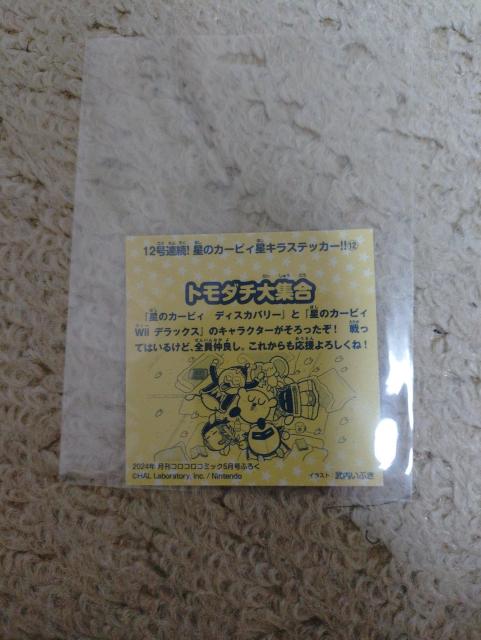 12号連続! 星のカービィ星キラステッカー!!⑫
トモダチ大集合
『星のカービィ ディスカバリー』と『星のカービィ
Wii デラックス』のキャラクターがそろったぞ! 戦っ
てはいるけど、全員仲良し。これからも応援よろしくね!
2024年 月刊コロコロコミック5月号ふろく
©HAL Laboratory, Inc. / Nintendo
イラスト:武内いぶき